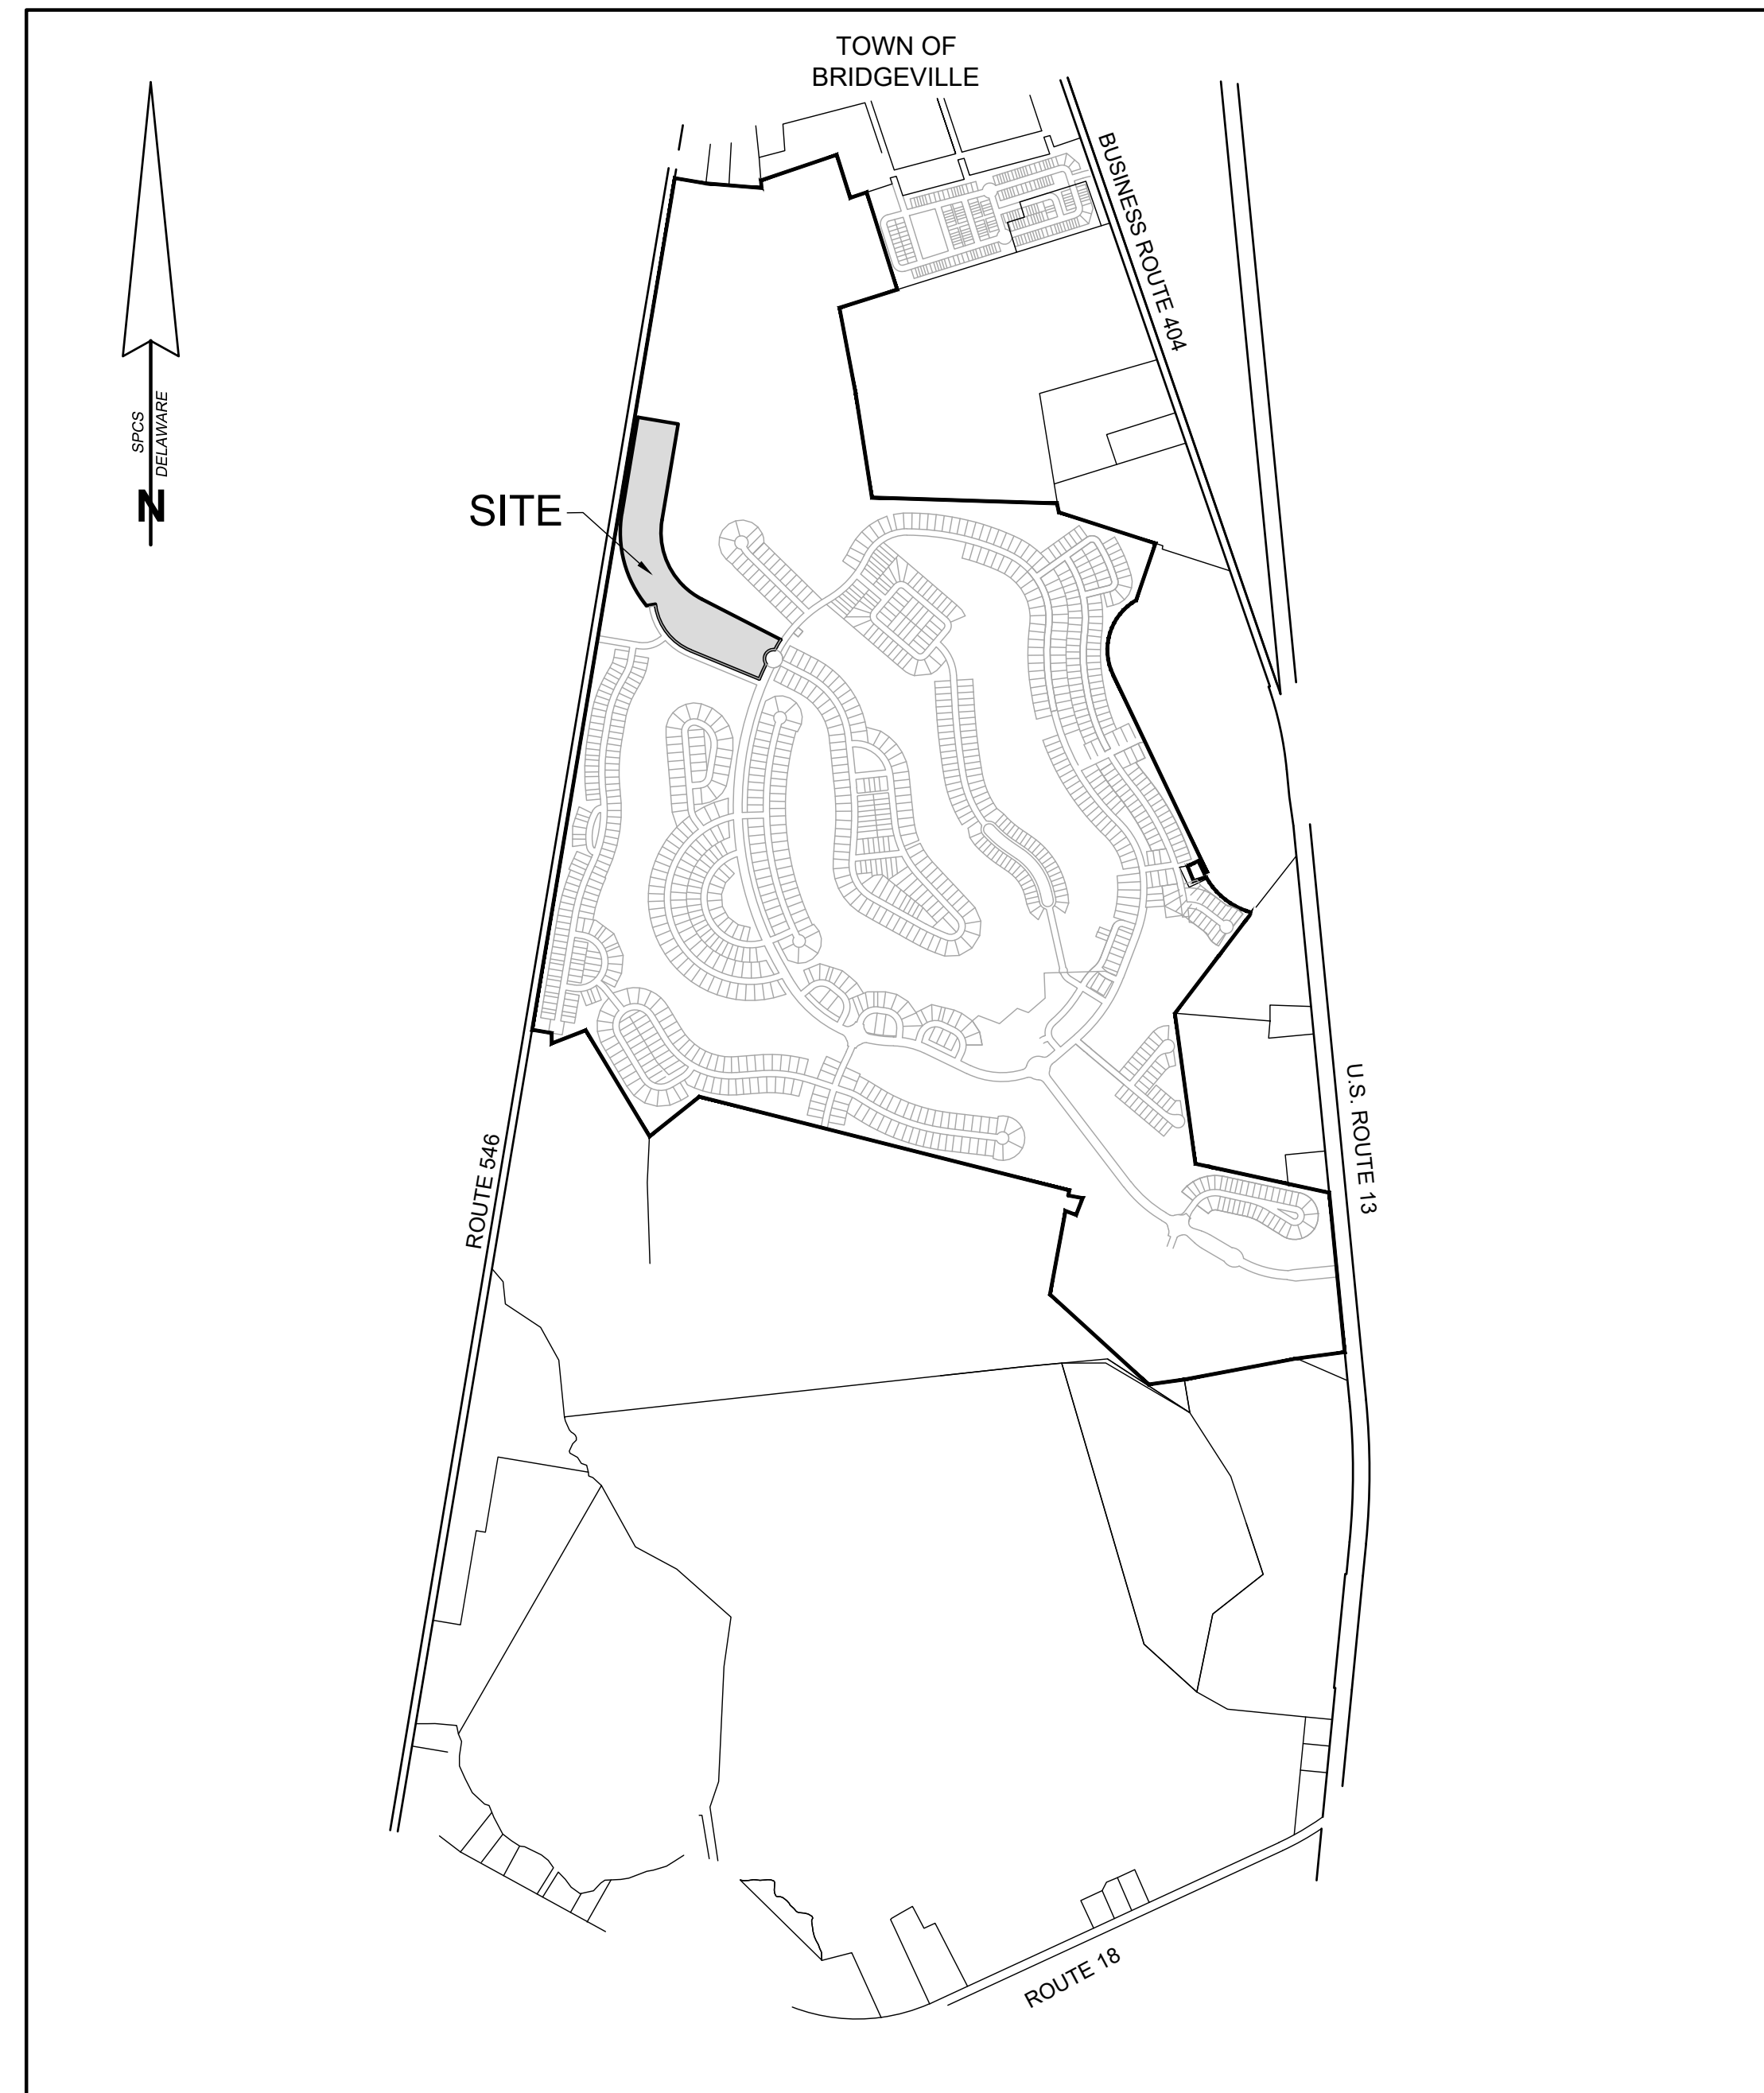 TOWN OF
BRIDGEVILLE
BUSINESS ROUTE 404
SPCS
DELAWARE
N
SITE
U.S. ROUTE 13
ROUTE 546
ROUTE 18